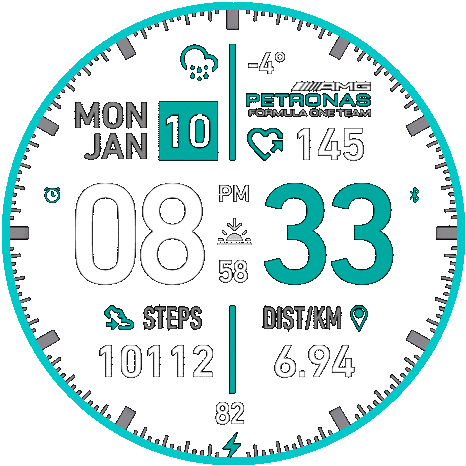 -4°
AMG
PETRONAS
FORMULA ONE TEAM
MON
JAN
10
145
08
PM
58
33
STEPS
10112
DIST/KM
6.94
82